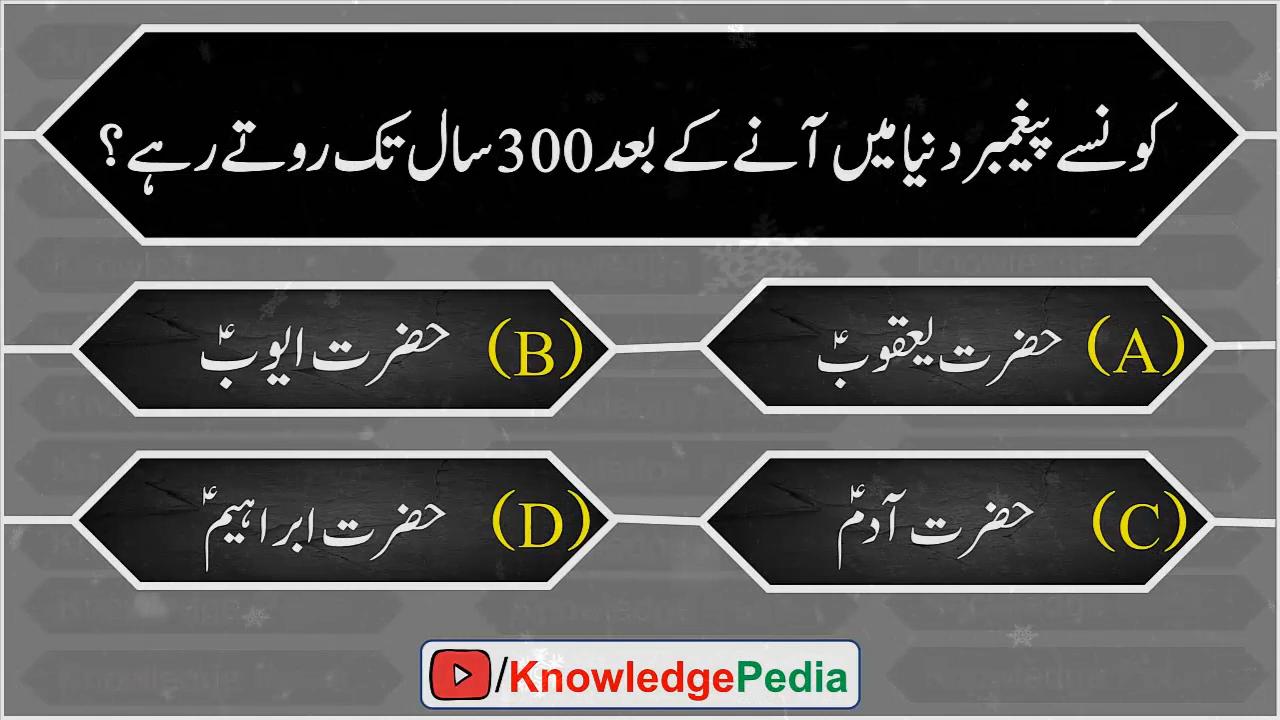 کونسے پیغمبر دنیا میں آنے کے بعد 300 سال تک روتے رہے؟
(A) حضرت یعقوبؑ
(B) حضرت ایوبؑ
(C) حضرت آدمؑ
(D) حضرت ابراہیمؑ
/KnowledgePedia